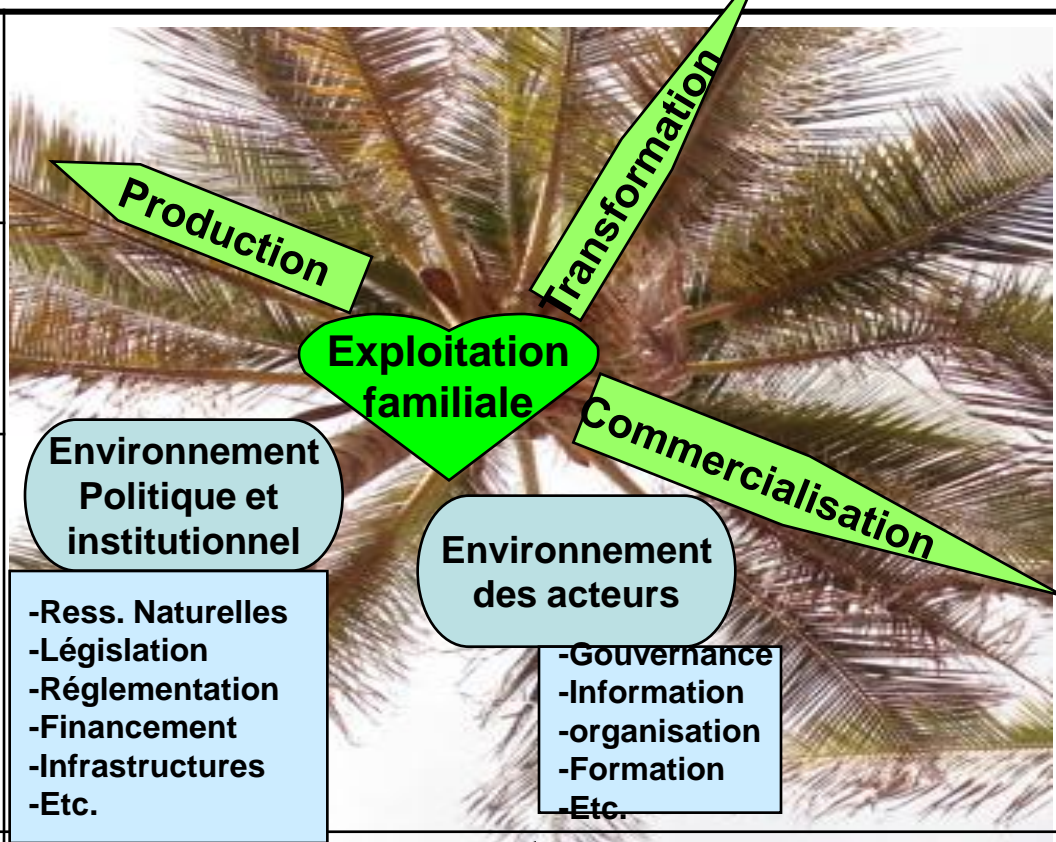 Production
Transformation
Exploitation
familiale
Commercialisation
Environnement
Politique et
institutionnel
-Ress. Naturelles
-Législation
-Réglementation
-Financement
-Infrastructures
-Etc.
Environnement
des acteurs
-Gouvernance
-Information
-organisation
-Formation
-Etc.